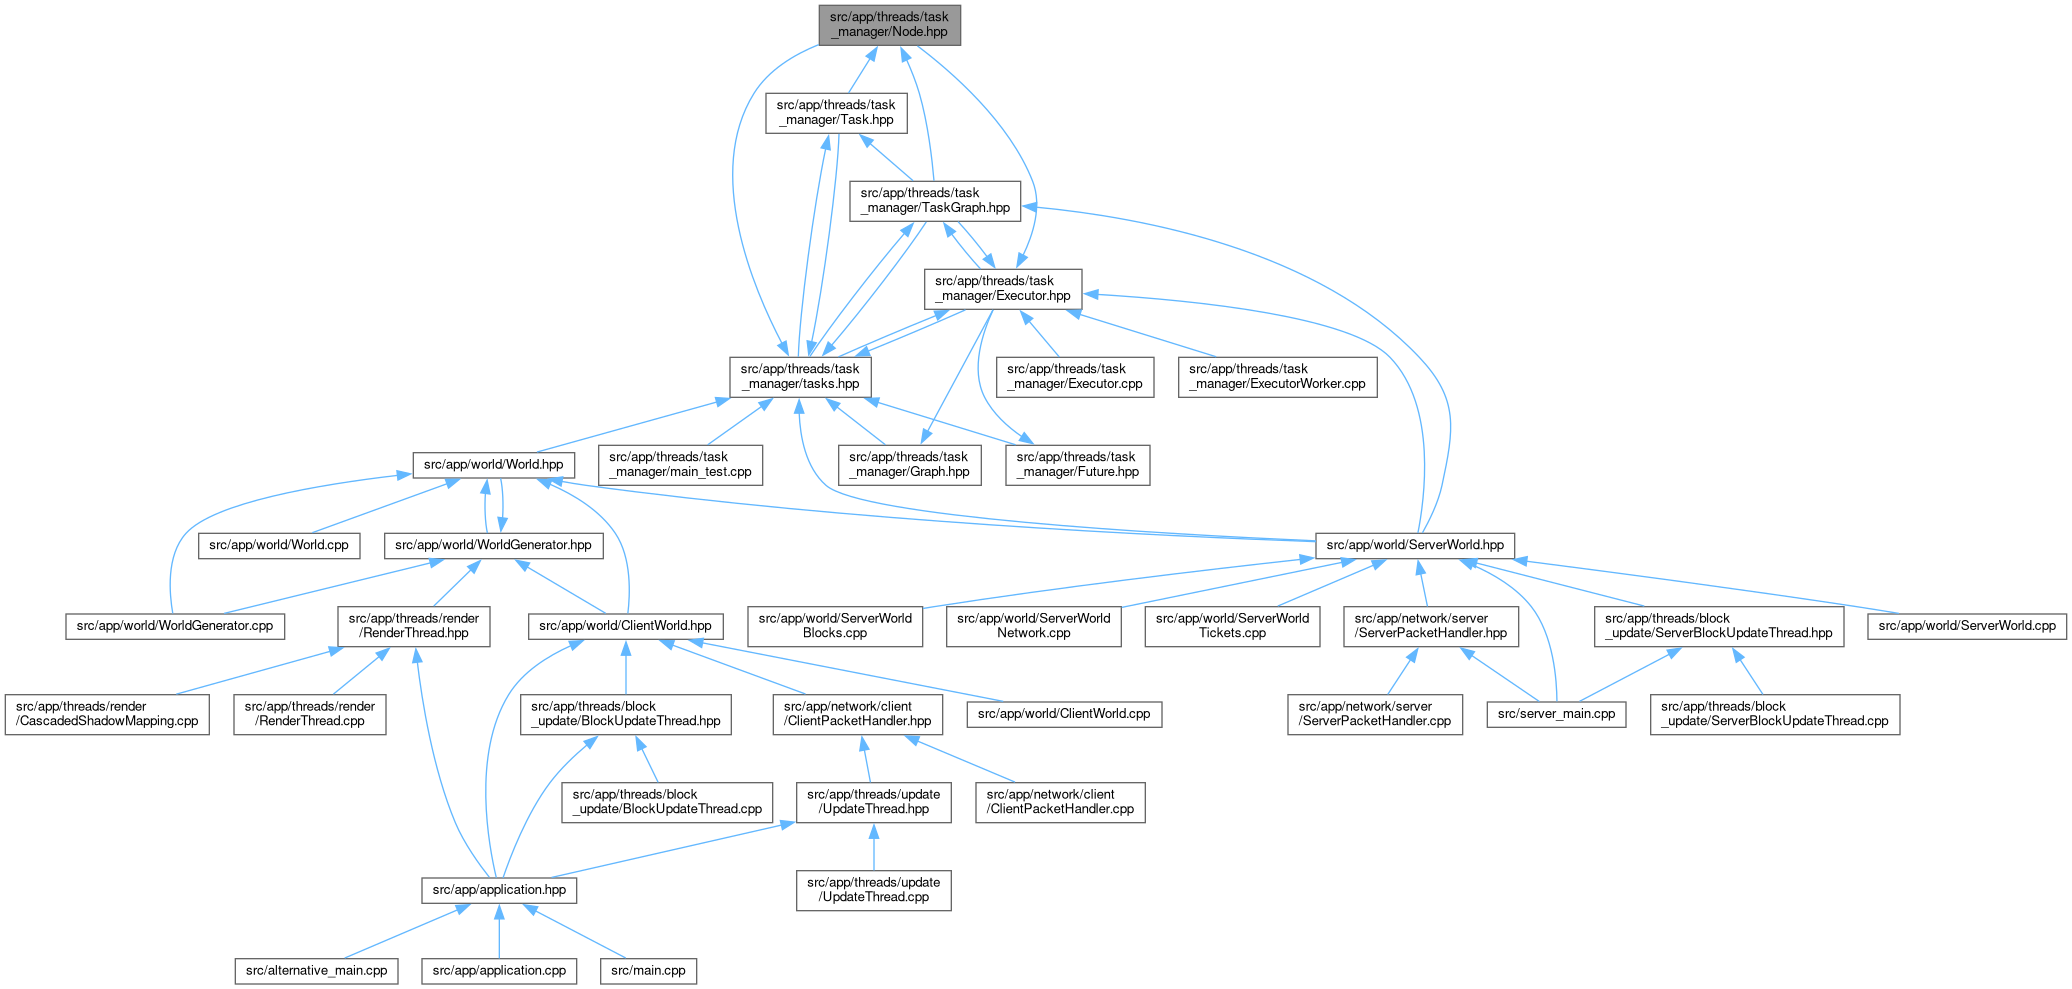 src/app/threads/task
_manager/Node.hpp
src/app/threads/task
_manager/Task.hpp
src/app/threads/task
_manager/TaskGraph.hpp
src/app/threads/task
_manager/Executor.hpp
src/app/threads/task
_manager/tasks.hpp
src/app/threads/task
_manager/Executor.cpp
src/app/threads/task
_manager/ExecutorWorker.cpp
src/app/world/World.hpp
src/app/threads/task
_manager/main_test.cpp
src/app/threads/task
_manager/Graph.hpp
src/app/threads/task
_manager/Future.hpp
src/app/world/World.cpp
src/app/world/WorldGenerator.hpp
src/app/world/ServerWorld.hpp
src/app/world/WorldGenerator.cpp
src/app/threads/render
/RenderThread.hpp
src/app/world/ClientWorld.hpp
src/app/world/ServerWorld
Blocks.cpp
src/app/world/ServerWorld
Network.cpp
src/app/world/ServerWorld
Tickets.cpp
src/app/network/server
/ServerPacketHandler.hpp
src/app/threads/block
_update/ServerBlockUpdateThread.hpp
src/app/world/ServerWorld.cpp
src/app/threads/render
/CascadedShadowMapping.cpp
src/app/threads/render
/RenderThread.cpp
src/app/threads/block
_update/BlockUpdateThread.hpp
src/app/network/client
/ClientPacketHandler.hpp
src/app/world/ClientWorld.cpp
src/app/network/server
/ServerPacketHandler.cpp
src/server_main.cpp
src/app/threads/block
_update/ServerBlockUpdateThread.cpp
src/app/threads/block
_update/BlockUpdateThread.cpp
src/app/threads/update
/UpdateThread.hpp
src/app/network/client
/ClientPacketHandler.cpp
src/app/application.hpp
src/app/threads/update
/UpdateThread.cpp
src/alternative_main.cpp
src/app/application.cpp
src/main.cpp